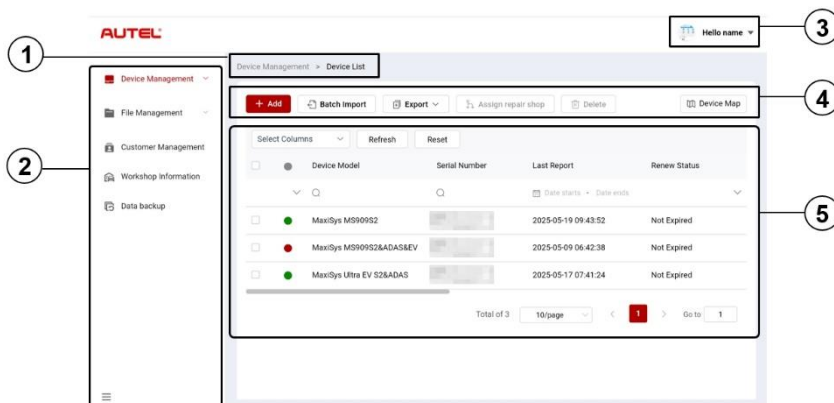 AUTEL
Hello name
3
1
Device Management > Device List
Device Management
File Management
Customer Management
Workshop Information
Data backup
2
+ Add
Batch Import
Export
Assign repair shop
Delete
Device Map
4
Select Columns
Refresh
Reset
Device Model Serial Number Last Report Renew Status
Date starts - Date ends
MaxiSys MS909S2 2025-05-19 09:43:52 Not Expired
MaxiSys MS909S2&ADAS&EV 2025-05-09 06:42:38 Not Expired
MaxiSys Ultra EV S2&ADAS 2025-05-17 07:41:24 Not Expired
5
Total of 3 10/page < 1 > Go to 1